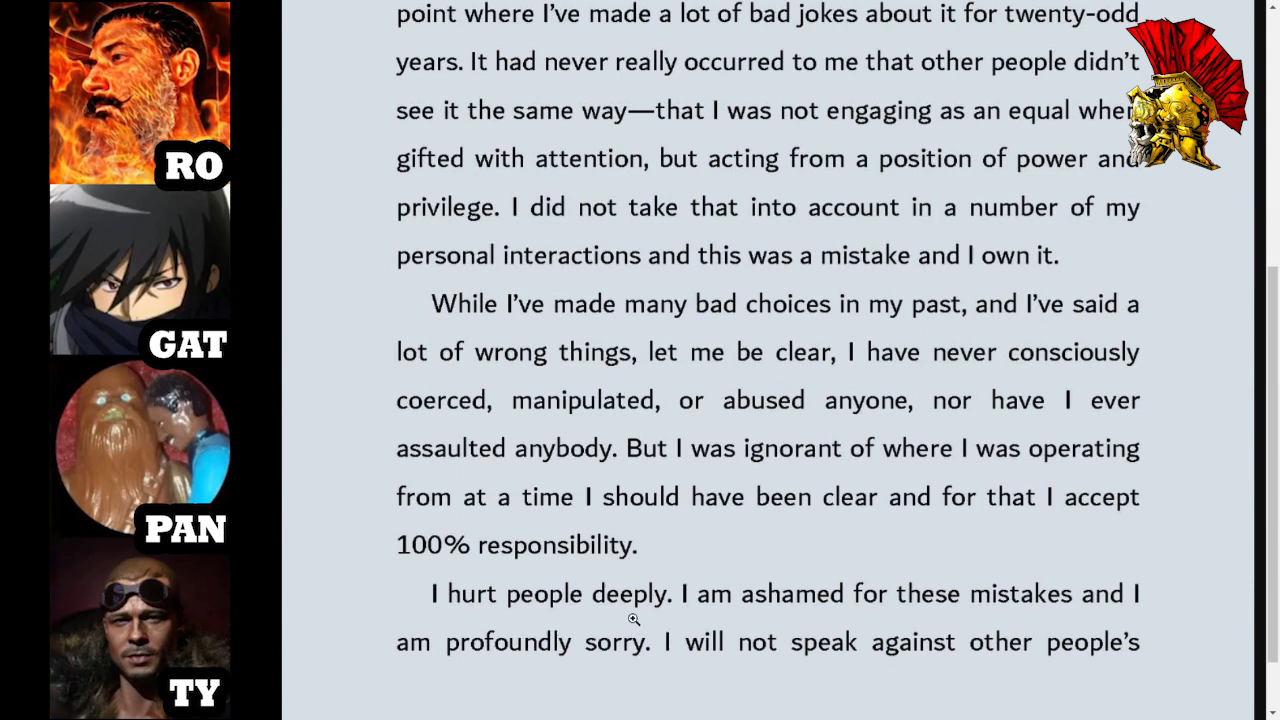 point where I've made a lot of bad jokes about it for twenty-odd
years. It had never really occurred to me that other people didn't
see it the same way—that I was not engaging as an equal when
gifted with attention, but acting from a position of power and
privilege. I did not take that into account in a number of my
personal interactions and this was a mistake and I own it.
While I've made many bad choices in my past, and I've said a
lot of wrong things, let me be clear, I have never consciously
coerced, manipulated, or abused anyone, nor have I ever
assaulted anybody. But I was ignorant of where I was operating
from at a time I should have been clear and for that I accept
100% responsibility.
I hurt people deeply. I am ashamed for these mistakes and I
am profoundly sorry. I will not speak against other people's
RO
GAT
PAN
TY